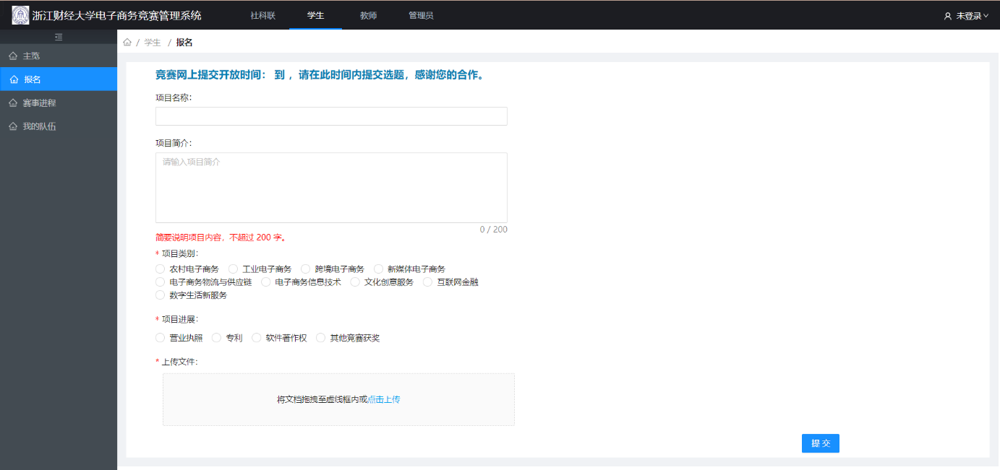 浙江财经大学电子商务竞赛管理系统 社科联 学生 教师 管理员 未登录
/ 学生 / 报名
主览
报名
赛事进程
我的队伍
竞赛网上提交开放时间： 到 ，请在此时间内提交选题，感谢您的合作。
项目名称:
项目简介:
请输入项目简介
0 / 200
简要说明项目内容，不超过 200 字。
* 项目类别:
农村电子商务 工业电子商务 跨境电子商务 新媒体电子商务
电子商务物流与供应链 电子商务信息技术 文化创意服务 互联网金融
数字生活新服务
* 项目进展:
营业执照 专利 软件著作权 其他竞赛获奖
* 上传文件:
将文档拖拽至虚线框内或点击上传
提交